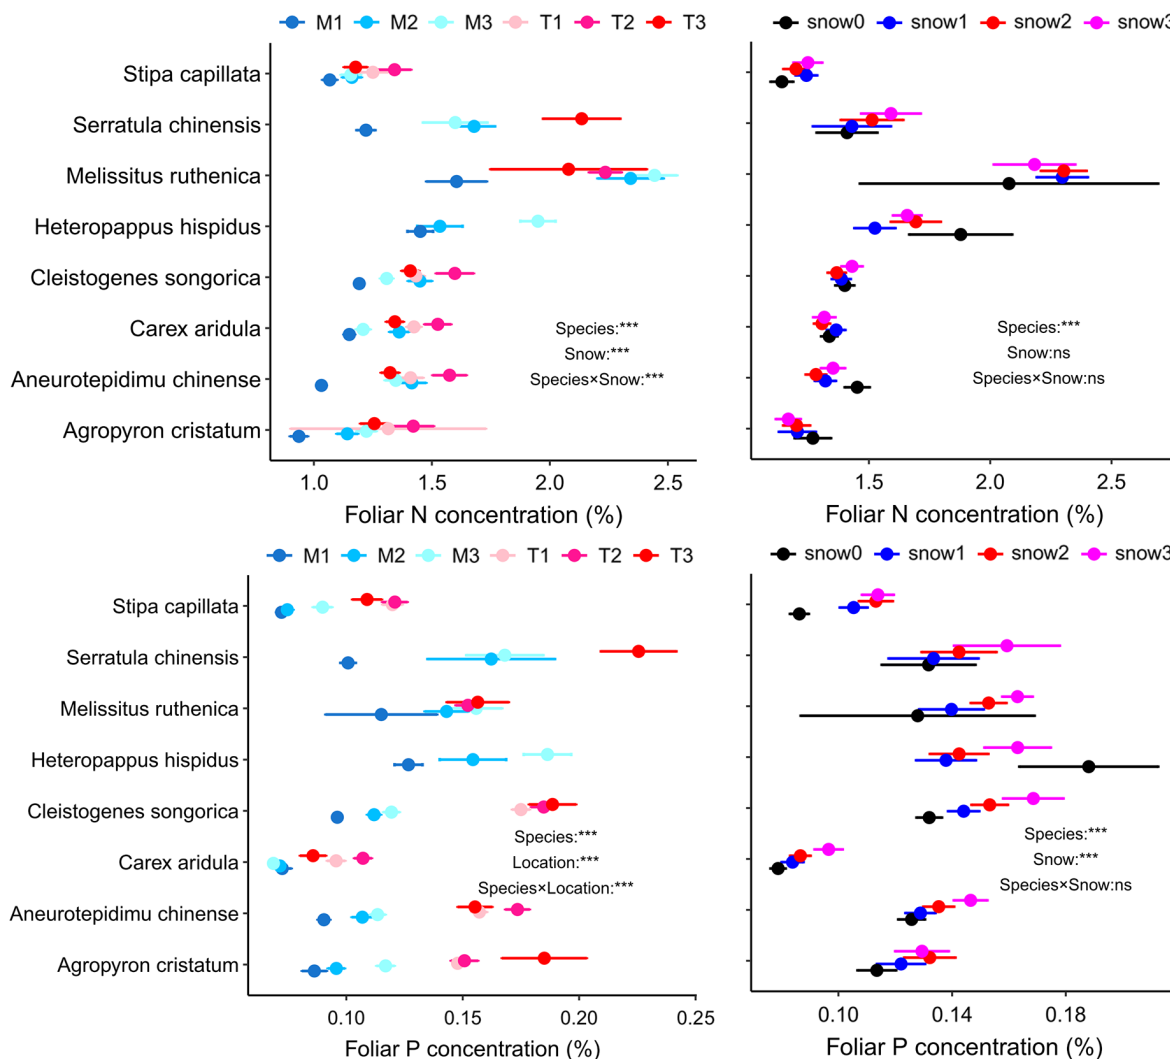 M1 M2 M3 T1 T2 T3
Stipa capillata
Serratula chinensis
Melissitus ruthenica
Heteropappus hispidus
Cleistogenes songorica
Carex aridula
Aneurotepidimu chinense
Agropyron cristatum
Species:***
Snow:***
Species×Snow:***
1.0 1.5 2.0 2.5
Foliar N concentration (%)
snow0 snow1 snow2 snow3
Species:***
Snow:ns
Species×Snow:ns
1.5 2.0 2.5
Foliar N concentration (%)
M1 M2 M3 T1 T2 T3
Stipa capillata
Serratula chinensis
Melissitus ruthenica
Heteropappus hispidus
Cleistogenes songorica
Carex aridula
Aneurotepidimu chinense
Agropyron cristatum
Species:***
Location:***
Species×Location:***
0.10 0.15 0.20 0.25
Foliar P concentration (%)
snow0 snow1 snow2 snow3
Species:***
Snow:***
Species×Snow:ns
0.10 0.14 0.18
Foliar P concentration (%)